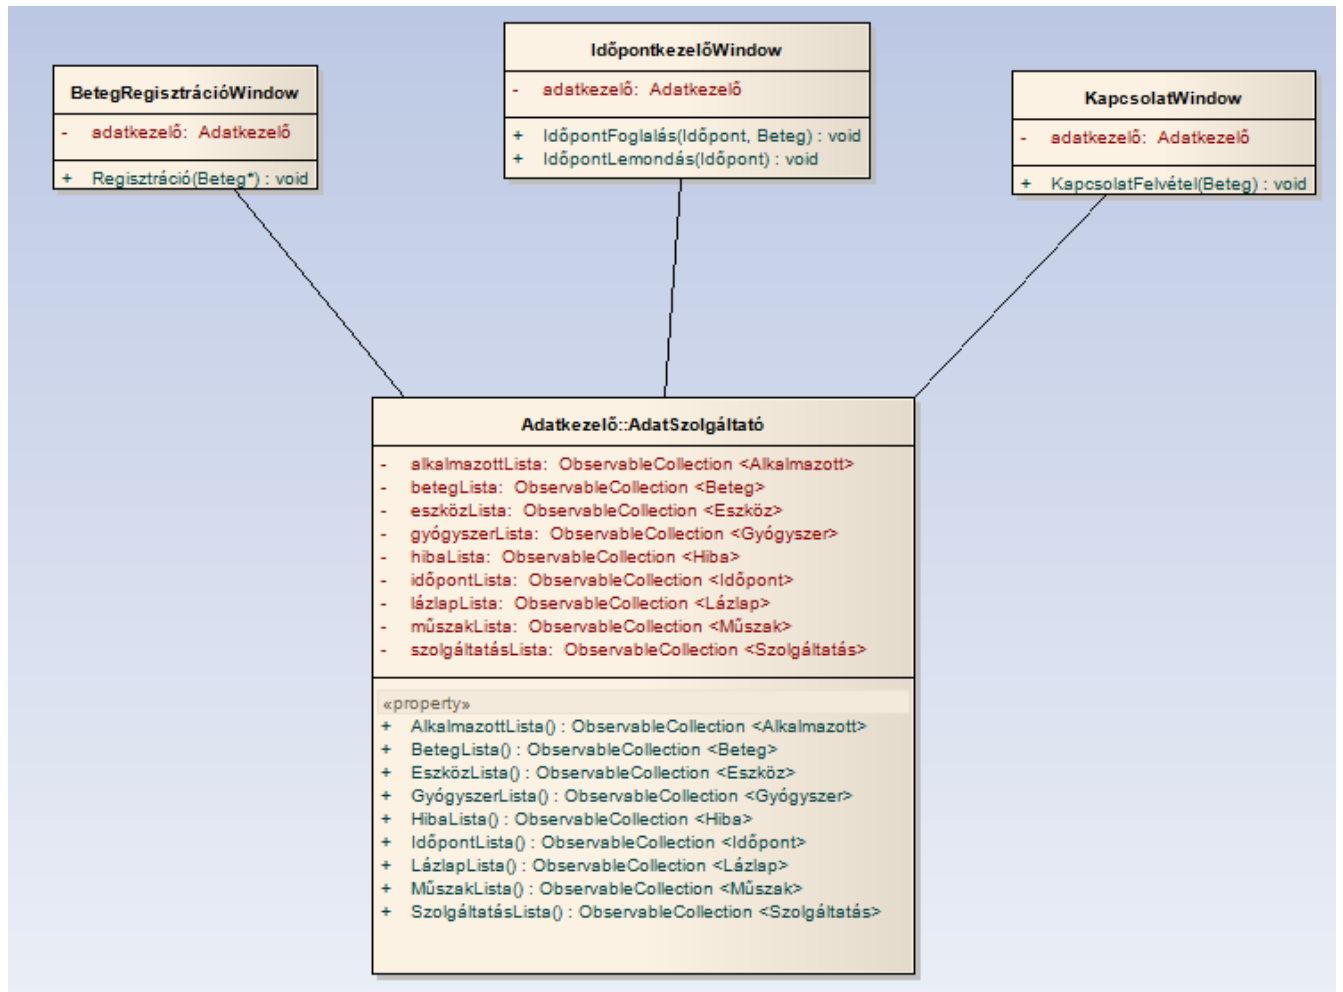 BetegRegisztrációWindow
- adatkezelő: Adatkezelő
+ Regisztráció(Beteg*) : void
IdőpontkezelőWindow
- adatkezelő: Adatkezelő
+ IdőpontFoglalás(Időpont, Beteg) : void
+ IdőpontLemondás(Időpont) : void
KapcsolatWindow
- adatkezelő: Adatkezelő
+ KapcsolatFelvétel(Beteg) : void
Adatkezelő::AdatSzolgáltató
- alkalmazottLista: ObservableCollection <Alkalmazott>
- betegLista: ObservableCollection <Beteg>
- eszközLista: ObservableCollection <Eszköz>
- gyógyszerLista: ObservableCollection <Gyógyszer>
- hibaLista: ObservableCollection <Hiba>
- időpontLista: ObservableCollection <Időpont>
- lázlapLista: ObservableCollection <Lázlap>
- műszakLista: ObservableCollection <Műszak>
- szolgáltatásLista: ObservableCollection <Szolgáltatás>
«property»
+ AlkalmazottLista() : ObservableCollection <Alkalmazott>
+ BetegLista() : ObservableCollection <Beteg>
+ EszközLista() : ObservableCollection <Eszköz>
+ GyógyszerLista() : ObservableCollection <Gyógyszer>
+ HibaLista() : ObservableCollection <Hiba>
+ IdőpontLista() : ObservableCollection <Időpont>
+ LázlapLista() : ObservableCollection <Lázlap>
+ MűszakLista() : ObservableCollection <Műszak>
+ SzolgáltatásLista() : ObservableCollection <Szolgáltatás>